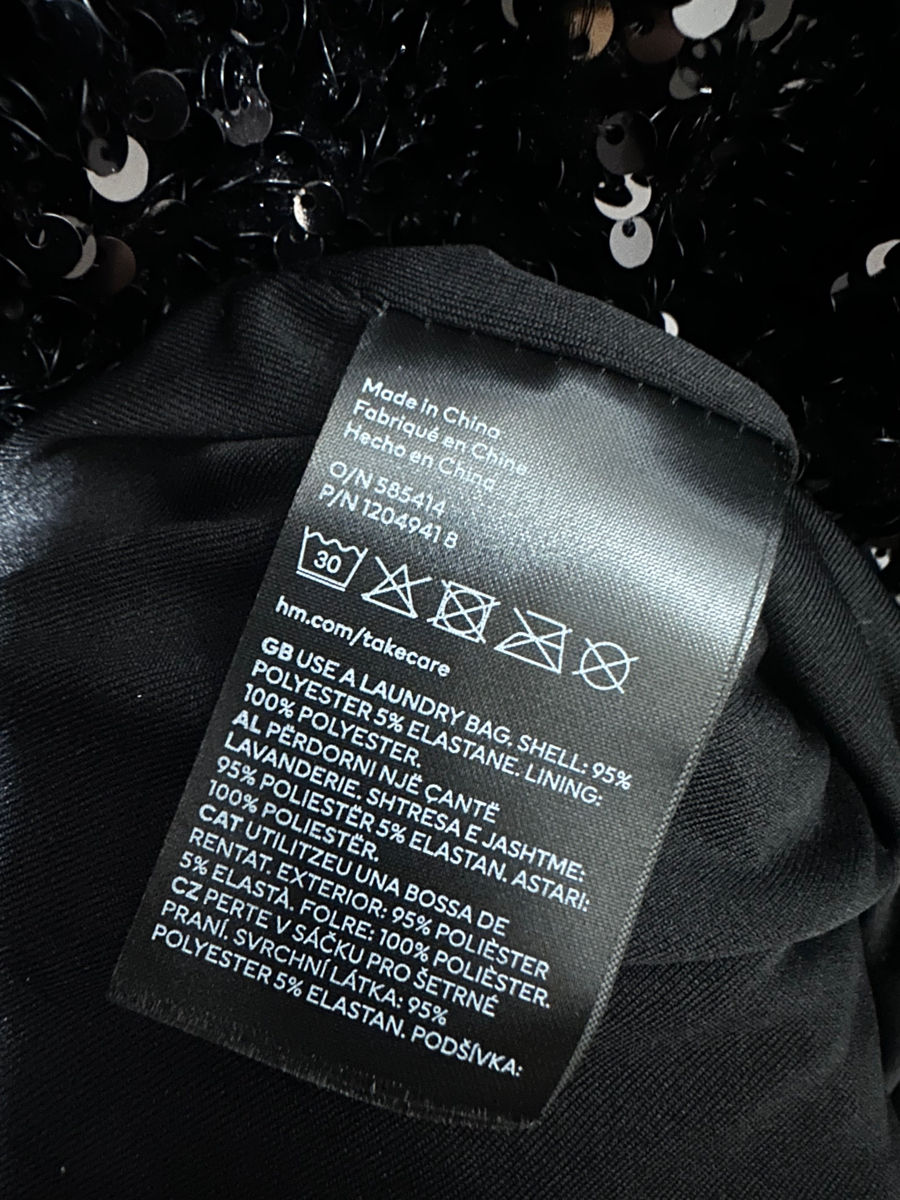 Made in China
Fabriqué en Chine
Hecho en China
O/N 585414
P/N 1204941 8
30
hm.com/takecare
GB USE A LAUNDRY BAG. SHELL: 95%
POLYESTER 5% ELASTANE. LINING:
100% POLYESTER.
AL PËRDORNI NJË ÇANTË
LAVANDERIE. SHTRESA E JASHTME:
95% POLIESTËR 5% ELASTAN. ASTARI:
100% POLIESTËR.
CAT UTILITZEU UNA BOSSA DE
RENTAT. EXTERIOR: 95% POLIÈSTER
5% ELASTÀ. FOLRE: 100% POLIÈSTER.
CZ PERTE V SÁČKU PRO ŠETRNÉ
PRANÍ. SVRCHNÍ LÁTKA: 95%
POLYESTER 5% ELASTAN. PODŠÍVKA: